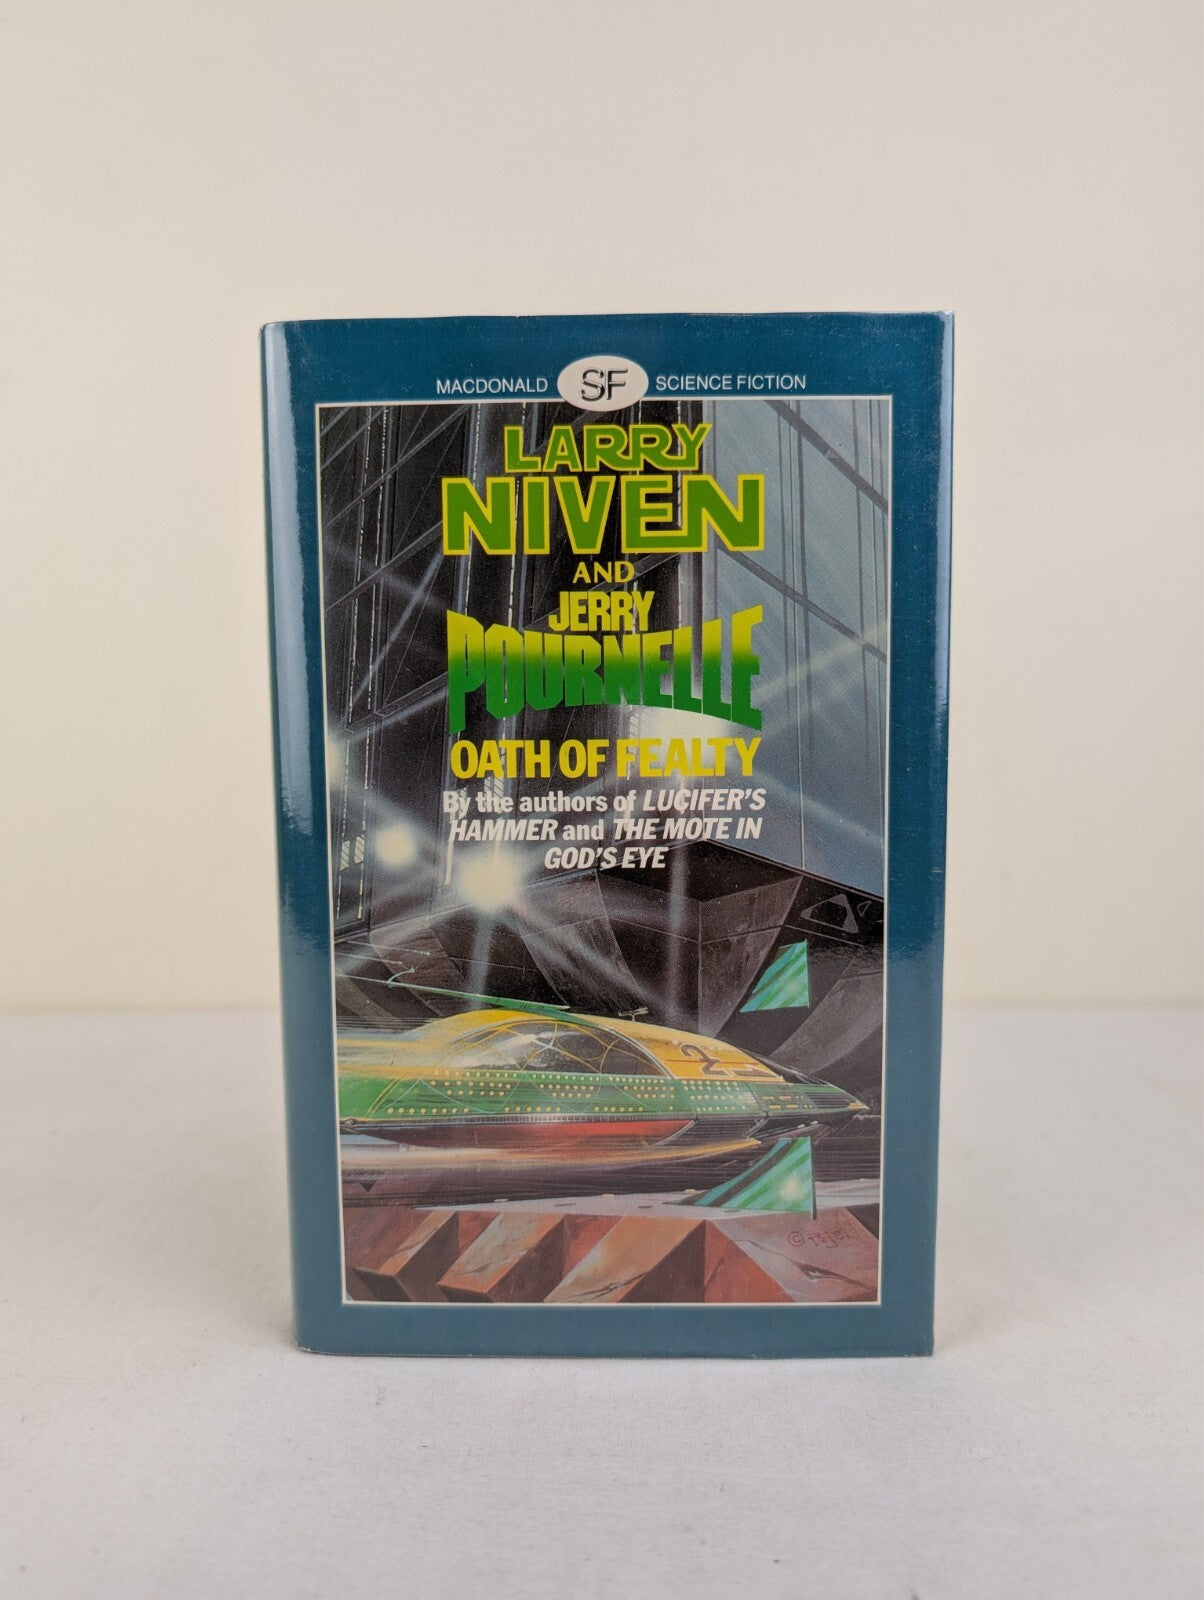 MACDONALD SF SCIENCE FICTION
LARRY
NIVEN
AND
JERRY
POURNELLE
OATH OF FEALTY
By the authors of LUCIFER'S
HAMMER and THE MOTE IN
GOD'S EYE
2